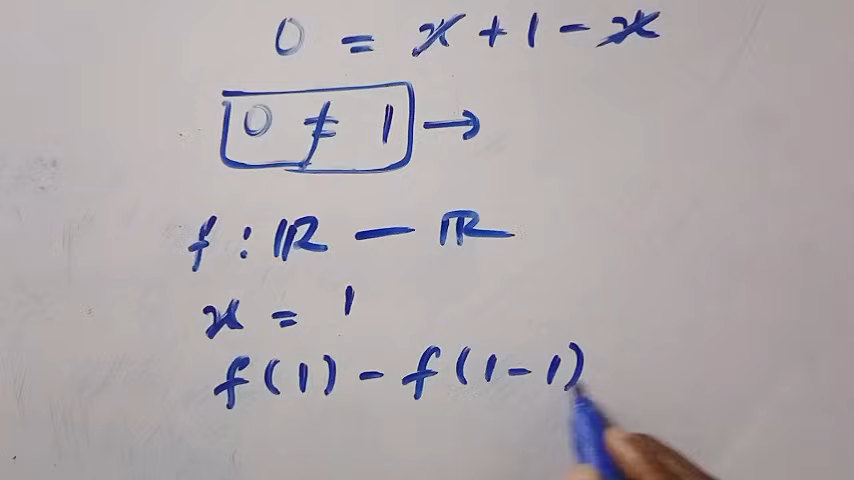 0 = x + 1 - x
0 ≠ 1 →
f : ℝ — ℝ
x = 1
f(1) - f(1-1)